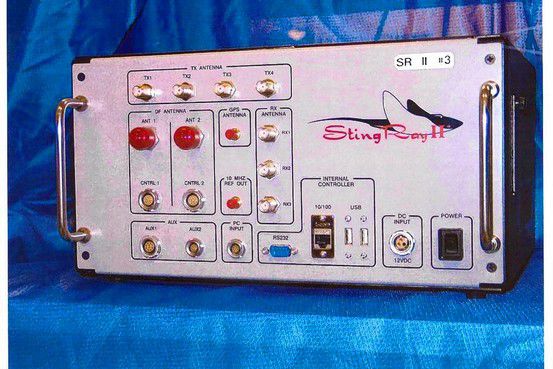 SR II #3
TX ANTENNA
TX1 TX2 TX3 TX4
DF ANTENNA
ANT 1 ANT 2
GPS
ANTENNA
RX
ANTENNA
RX1
RX2
RX3
StingRay II
CNTRL 1 CNTRL 2
10 MHZ
REF OUT
INTERNAL
CONTROLLER
10/100 USB
RS232
AUX
AUX1 AUX2
PC
INPUT
DC
INPUT
12VDC
POWER